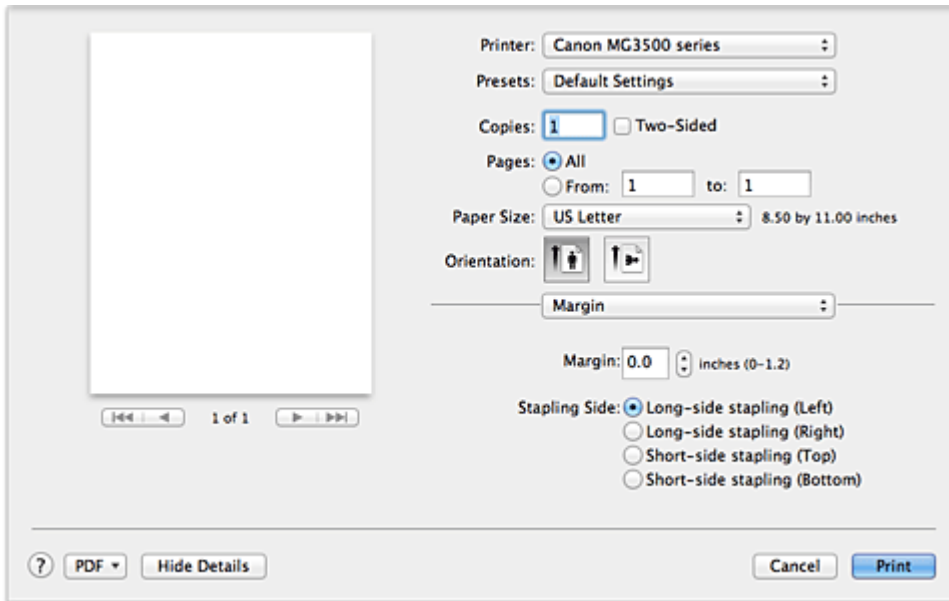 Printer: Canon MG3500 series
Presets: Default Settings
Copies: 1 Two-Sided
Pages: All
From: 1 to: 1
Paper Size: US Letter 8.50 by 11.00 inches
Orientation:
Margin
Margin: 0.0 inches (0-1.2)
Stapling Side: Long-side stapling (Left)
Long-side stapling (Right)
Short-side stapling (Top)
Short-side stapling (Bottom)
1 of 1
? PDF Hide Details Cancel Print